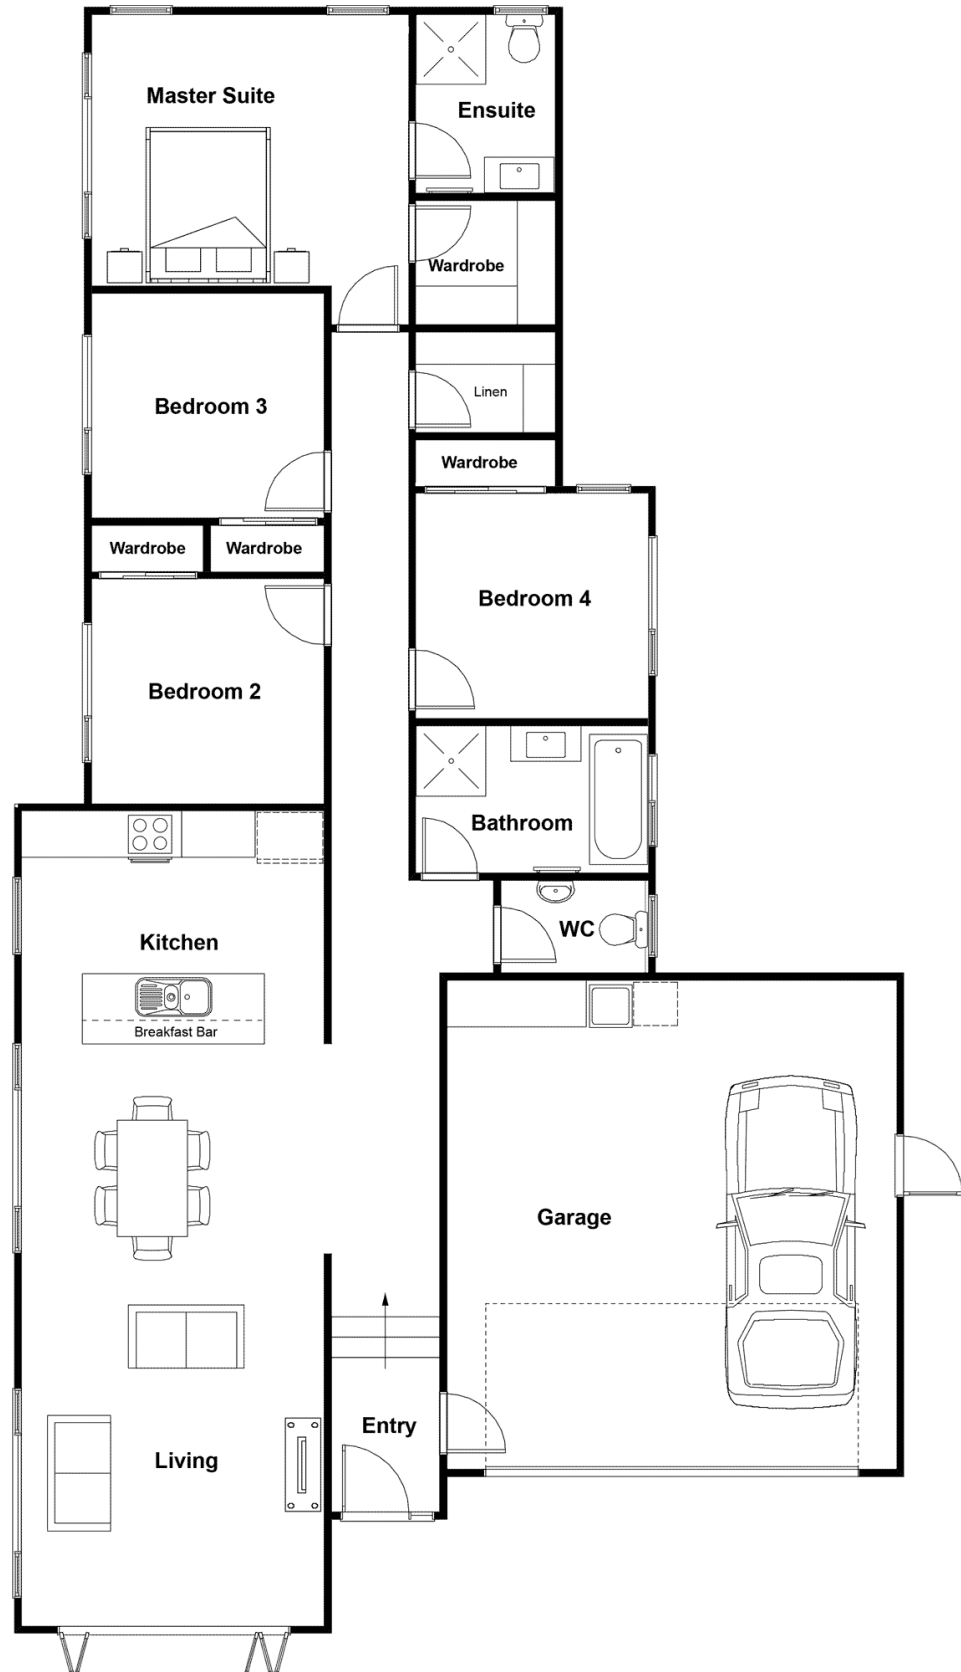 Master Suite
Ensuite
Wardrobe
Bedroom 3
Linen
Wardrobe
Wardrobe
Wardrobe
Bedroom 4
Bedroom 2
Bathroom
Kitchen
WC
Breakfast Bar
Garage
Entry
Living